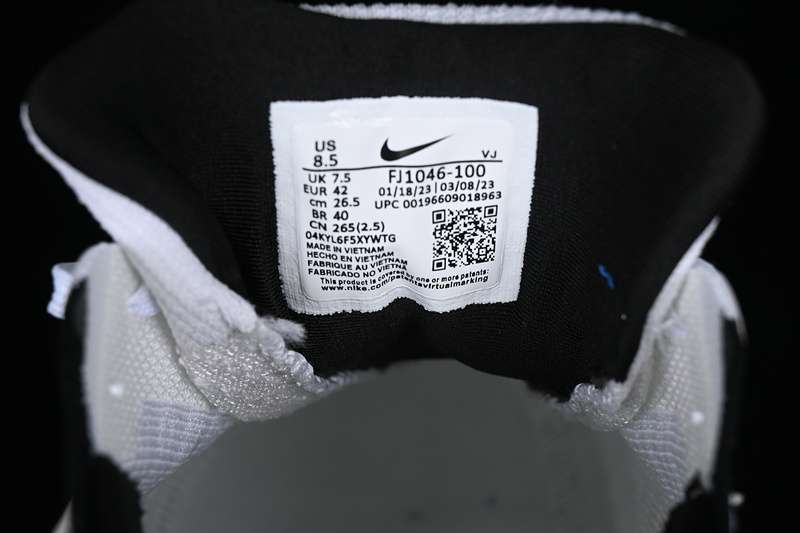 US
8.5
VJ
UK 7.5
FJ1046-100
EUR 42
01/18/23 | 03/08/23
cm 26.5
UPC 00196609018963
BR 40
CN 265(2.5)
04KYL6F5XYWTG
MADE IN VIETNAM
HECHO EN VIETNAM
FABRIQUE AU VIETNAM
FABRICADO NO VIETNA
This product is covered by one or more patents:
www.nike.com/patentsvirtualmarking